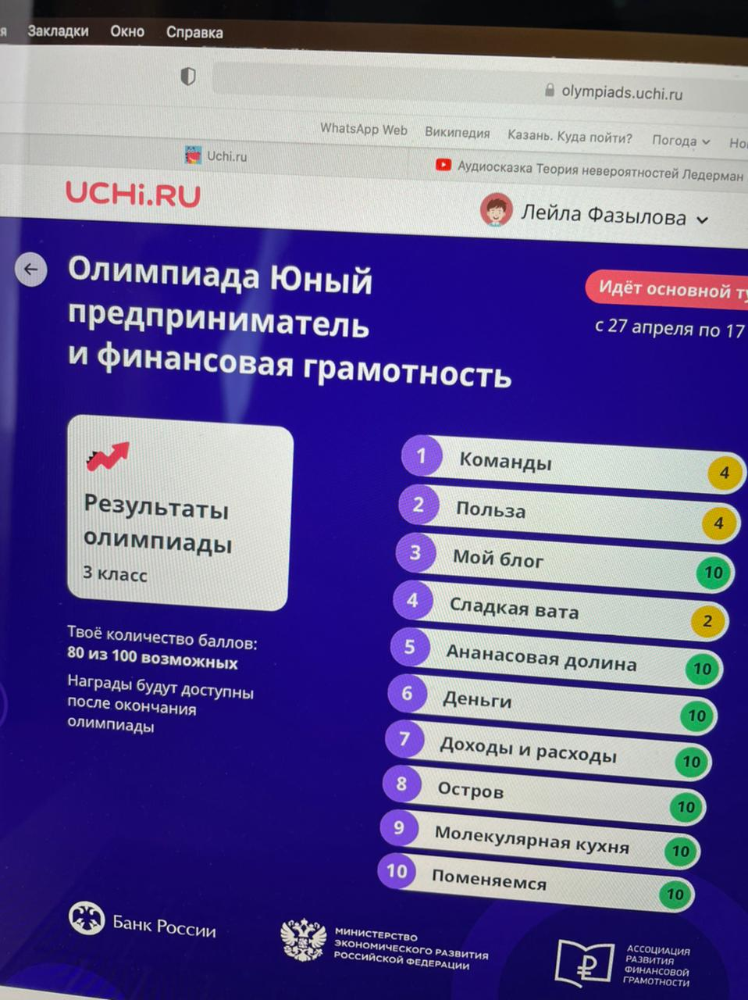 я Закладки Окно Справка
olympiads.uchi.ru
WhatsApp Web Википедия Казань. Куда пойти? Погода
Uchi.ru
Аудиосказка Теория невероятностей Ледерман
UCHi.RU
Лейла Фазылова
Олимпиада Юный
предприниматель
и финансовая грамотность
Идёт основной ту
с 27 апреля по 17
Результаты
олимпиады
3 класс
Твоё количество баллов:
80 из 100 возможных
Награды будут доступны
после окончания
олимпиады
1 Команды 4
2 Польза 4
3 Мой блог 10
4 Сладкая вата 2
5 Ананасовая долина 10
6 Деньги 10
7 Доходы и расходы 10
8 Остров 10
9 Молекулярная кухня 10
10 Поменяемся 10
Банк России
МИНИСТЕРСТВО
ЭКОНОМИЧЕСКОГО РАЗВИТИЯ
РОССИЙСКОЙ ФЕДЕРАЦИИ
АССОЦИАЦИЯ
РАЗВИТИЯ
ФИНАНСОВОЙ
ГРАМОТНОСТИ